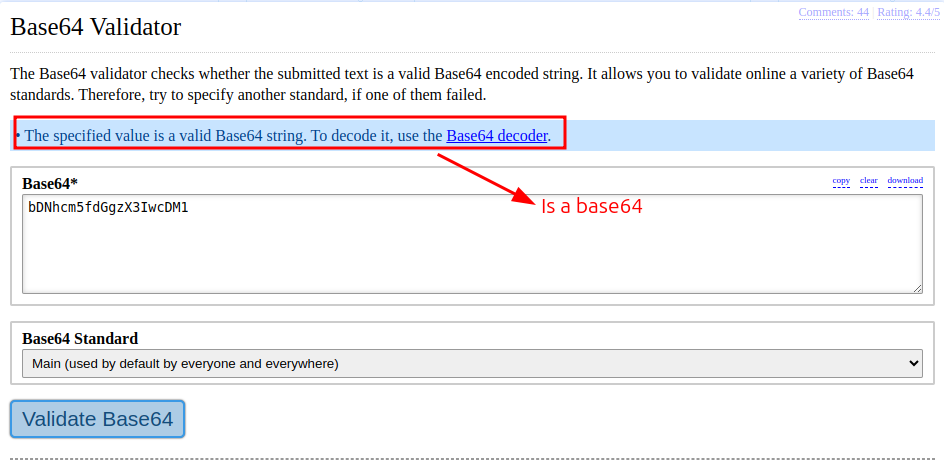 Comments: 44 | Rating: 4.4/5
Base64 Validator
The Base64 validator checks whether the submitted text is a valid Base64 encoded string. It allows you to validate online a variety of Base64
standards. Therefore, try to specify another standard, if one of them failed.
• The specified value is a valid Base64 string. To decode it, use the Base64 decoder.
Is a base64
Base64*
copy clear download
bDNhcm5fdGgzX3IwcDM1
Base64 Standard
Main (used by default by everyone and everywhere)
Validate Base64